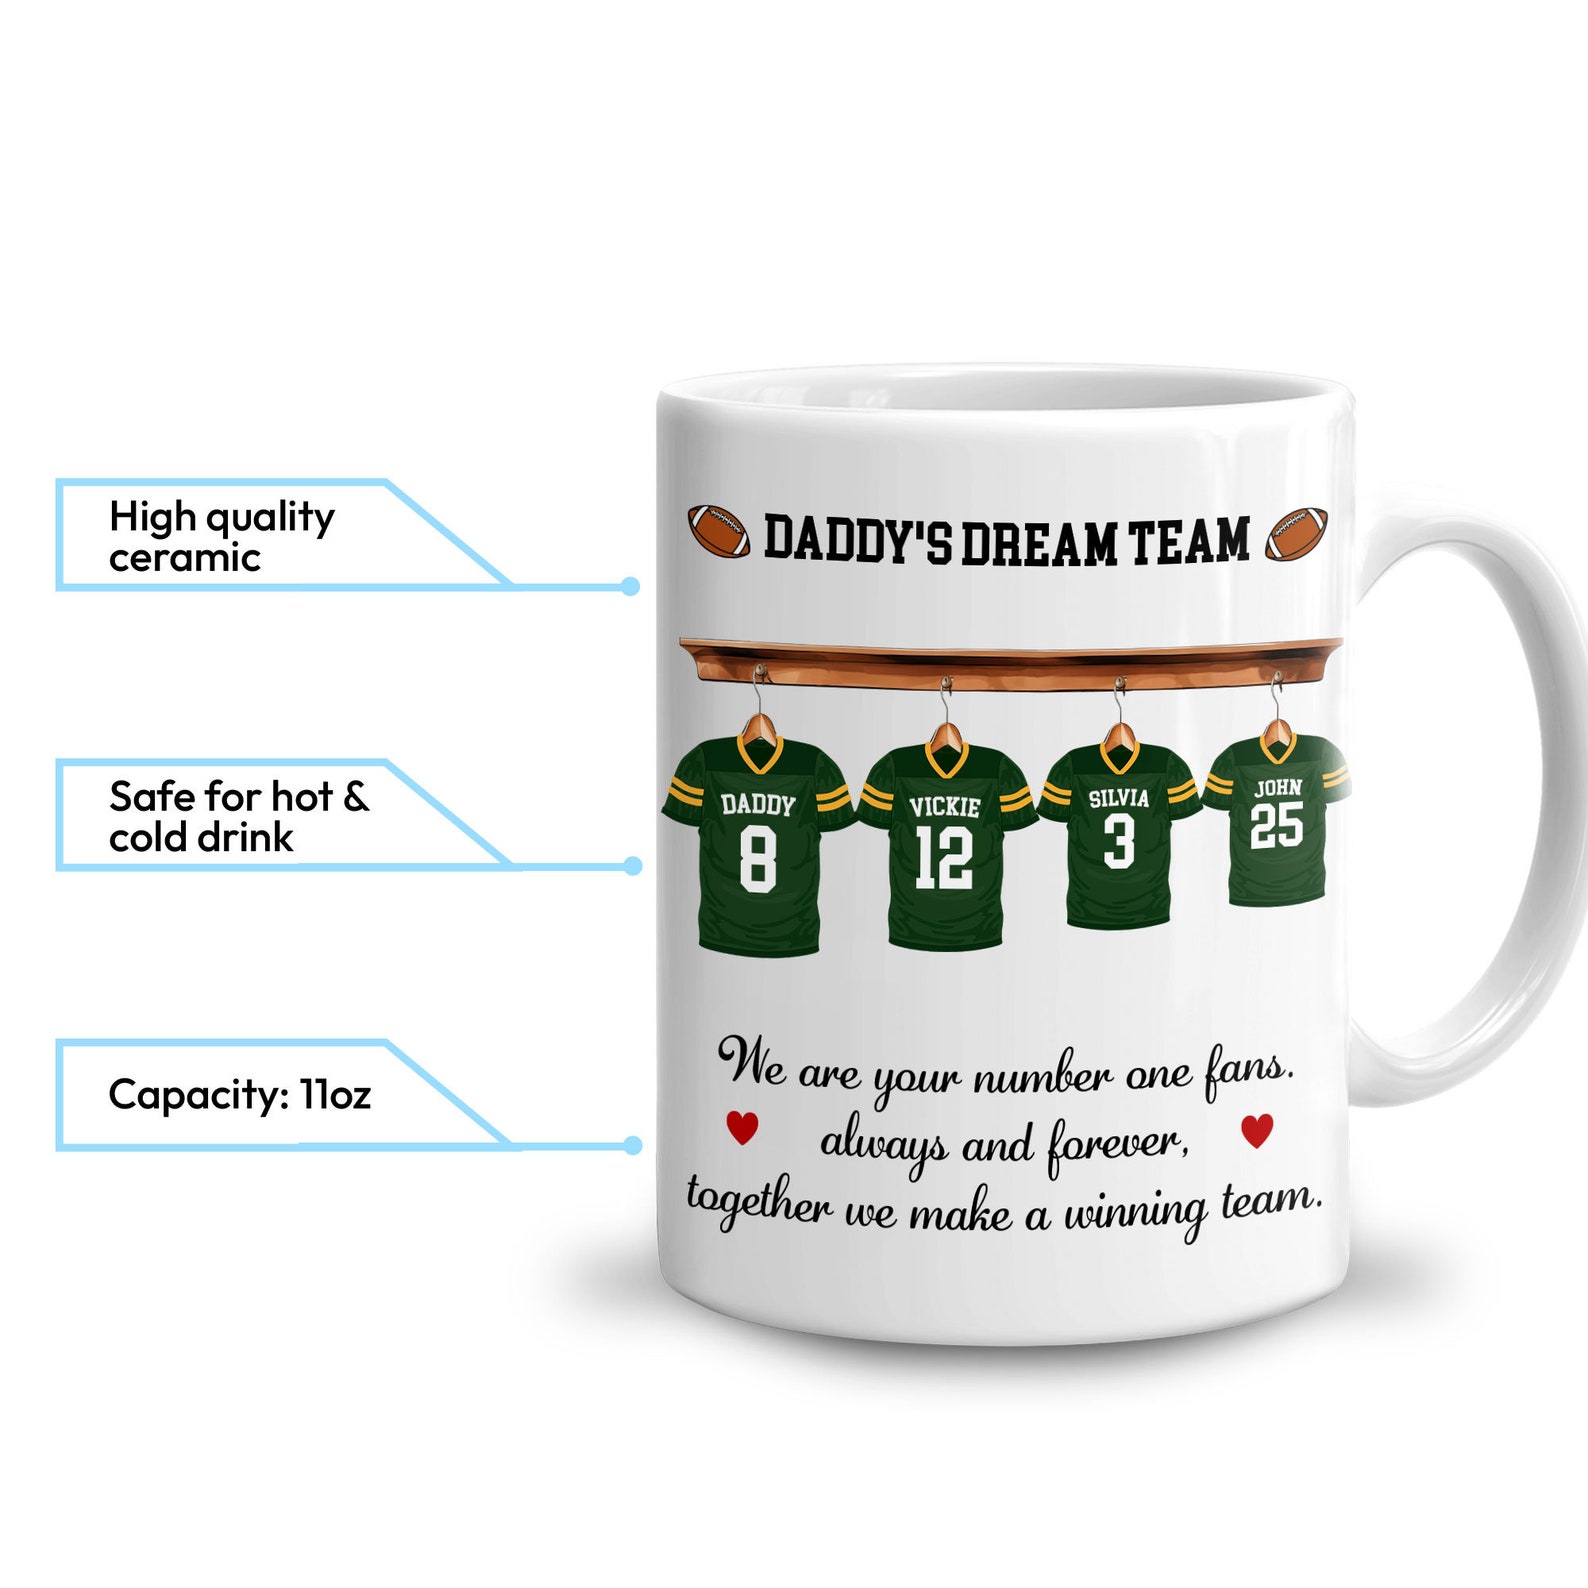 High quality
ceramic
Safe for hot &
cold drink
Capacity: 11oz
DADDY'S DREAM TEAM
DADDY
8
VICKIE
12
SILVIA
3
JOHN
25
We are your number one fans.
always and forever,
together we make a winning team.